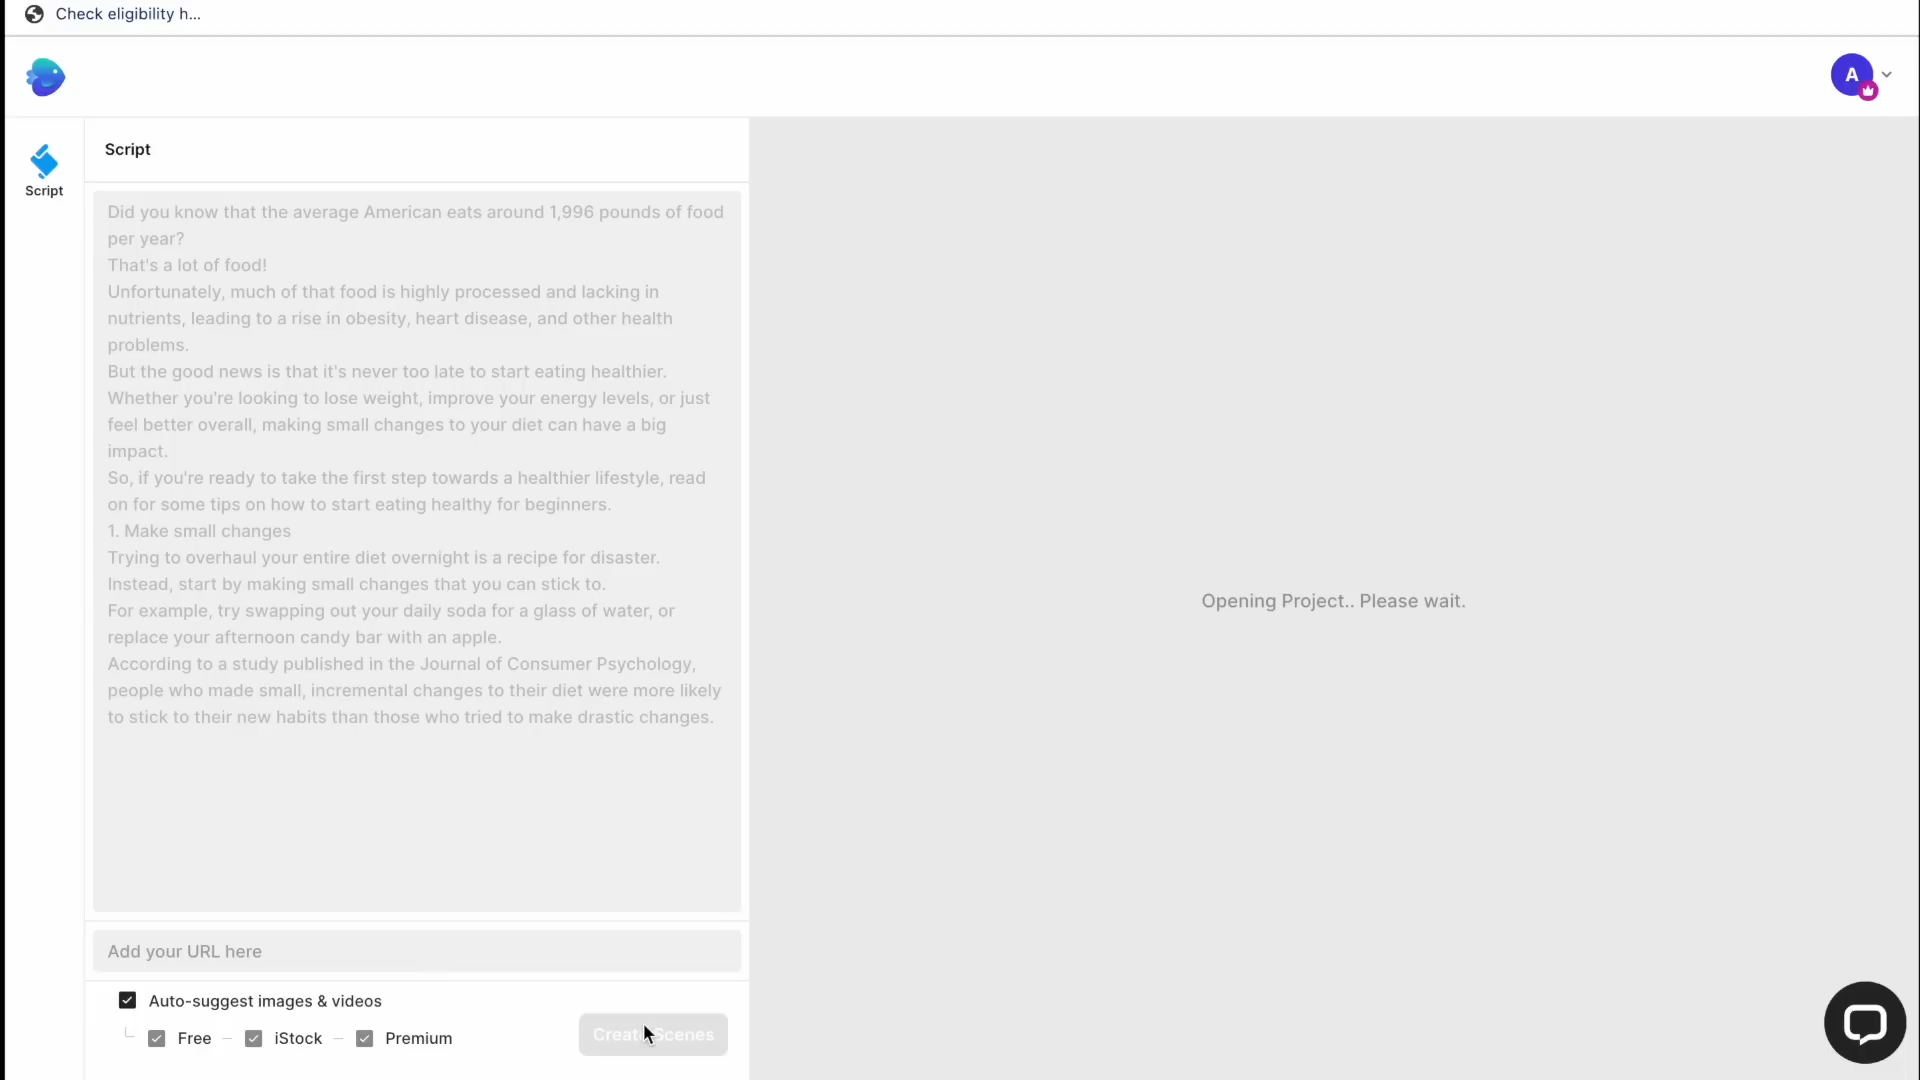 Check eligibility h...
A
Script
Script
Did you know that the average American eats around 1,996 pounds of food
per year?
That's a lot of food!
Unfortunately, much of that food is highly processed and lacking in
nutrients, leading to a rise in obesity, heart disease, and other health
problems.
But the good news is that it's never too late to start eating healthier.
Whether you're looking to lose weight, improve your energy levels, or just
feel better overall, making small changes to your diet can have a big
impact.
So, if you're ready to take the first step towards a healthier lifestyle, read
on for some tips on how to start eating healthy for beginners.
1. Make small changes
Trying to overhaul your entire diet overnight is a recipe for disaster.
Instead, start by making small changes that you can stick to.
For example, try swapping out your daily soda for a glass of water, or
replace your afternoon candy bar with an apple.
According to a study published in the Journal of Consumer Psychology,
people who made small, incremental changes to their diet were more likely
to stick to their new habits than those who tried to make drastic changes.
Opening Project.. Please wait.
Add your URL here
Auto-suggest images & videos
Free
iStock
Premium
Create Scenes